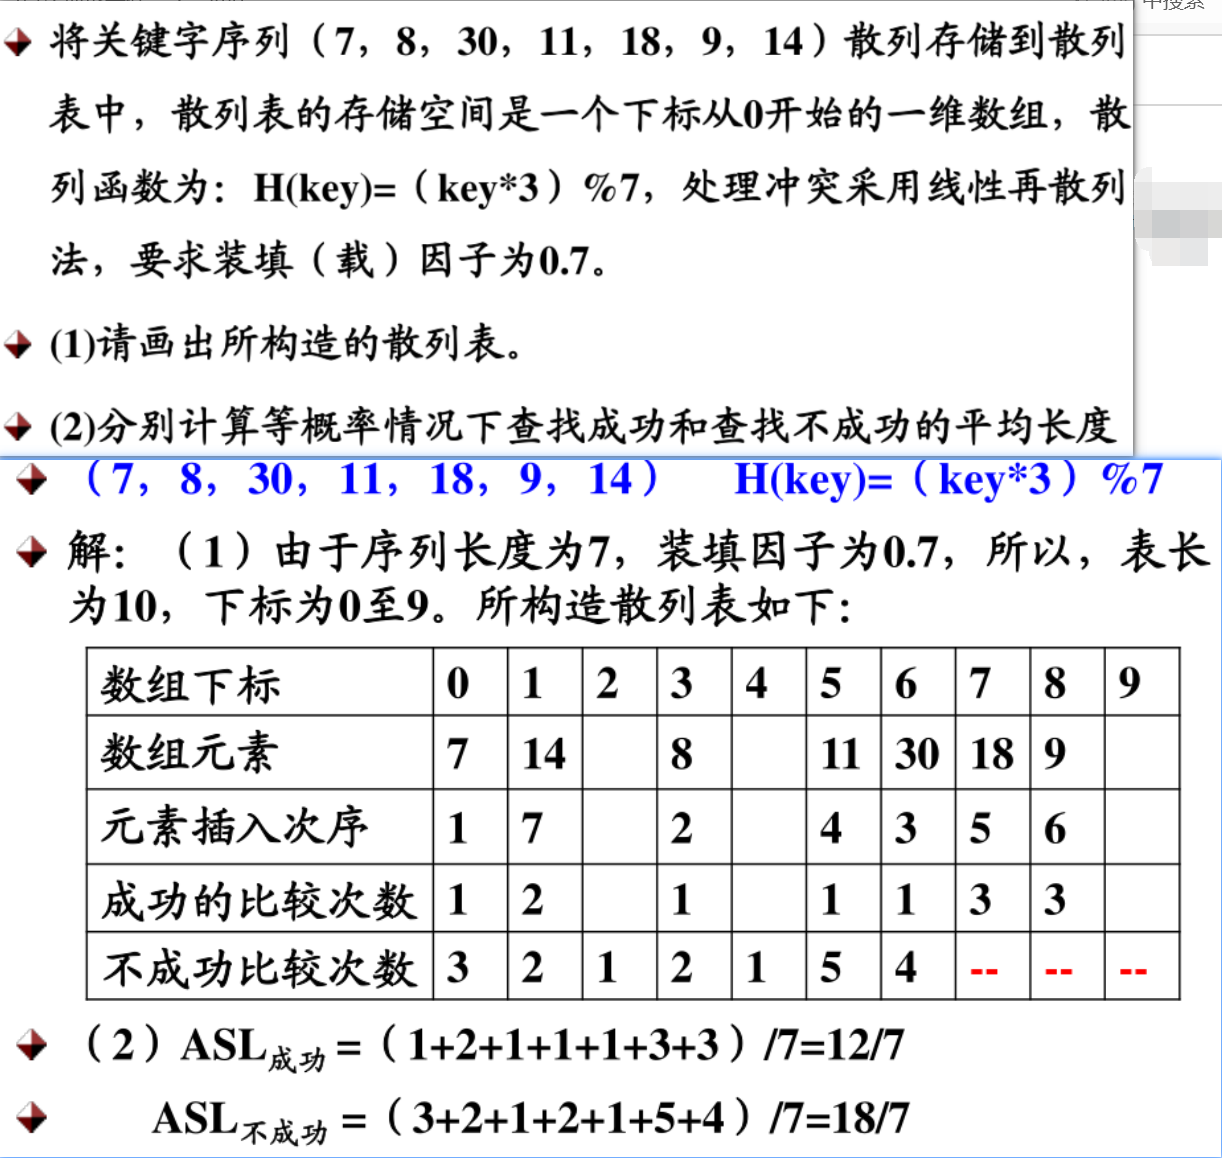 中搜索
将关键字序列（7，8，30，11，18，9，14）散列存储到散列
表中，散列表的存储空间是一个下标从0开始的一维数组，散
列函数为：H(key)=（key*3）%7，处理冲突采用线性再散列
法，要求装填（载）因子为0.7。
(1)请画出所构造的散列表。
(2)分别计算等概率情况下查找成功和查找不成功的平均长度
（7，8，30，11，18，9，14） H(key)=（key*3）%7
解：（1）由于序列长度为7，装填因子为0.7，所以，表长
为10，下标为0至9。所构造散列表如下：
数组下标 0 1 2 3 4 5 6 7 8 9
数组元素 7 14 8 11 30 18 9
元素插入次序 1 7 2 4 3 5 6
成功的比较次数 1 2 1 1 1 3 3
不成功比较次数 3 2 1 2 1 5 4 -- -- --
（2）ASL成功 =（1+2+1+1+1+3+3）/7=12/7
ASL不成功 =（3+2+1+2+1+5+4）/7=18/7